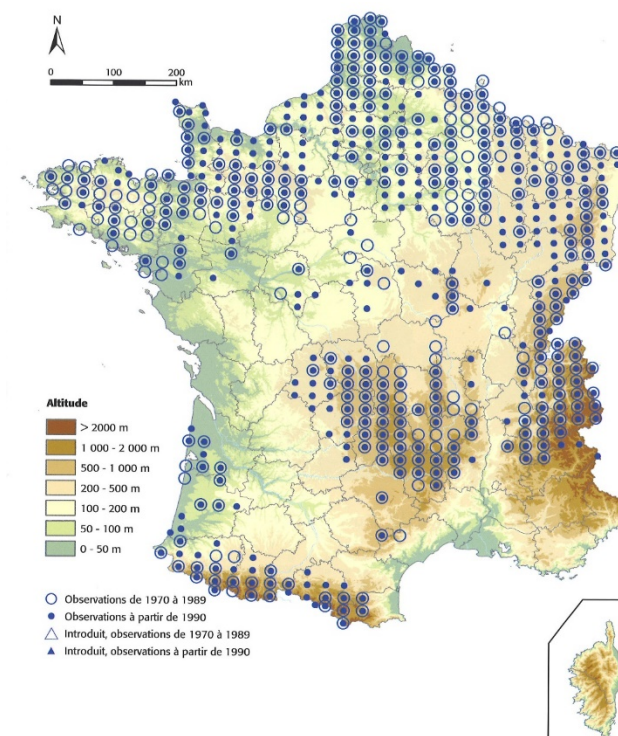 N
0 100 200
km
Altitude
> 2000 m
1 000 - 2 000 m
500 - 1 000 m
200 - 500 m
100 - 200 m
50 - 100 m
0 - 50 m
Observations de 1970 à 1989
Observations à partir de 1990
Introduit, observations de 1970 à 1989
Introduit, observations à partir de 1990